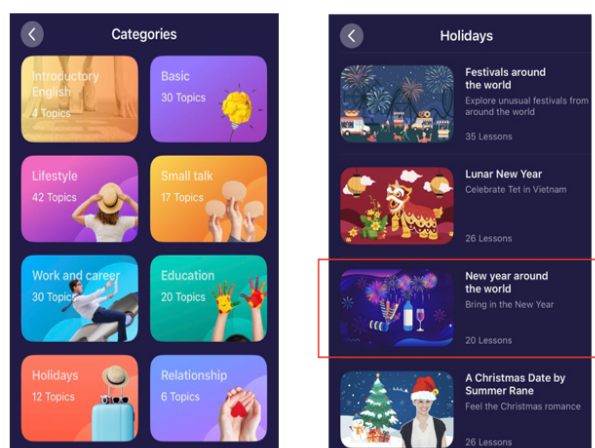 Categories
Introductory
English
4 Topics
Basic
30 Topics
Lifestyle
42 Topics
Small talk
17 Topics
Work and career
30 Topics
Education
20 Topics
Holidays
12 Topics
Relationship
6 Topics
Holidays
Festivals around
the world
Explore unusual festivals from
around the world
35 Lessons
Lunar New Year
Celebrate Tet in Vietnam
26 Lessons
New year around
the world
Bring in the New Year
20 Lessons
A Christmas Date by
Summer Rane
Feel the Christmas romance
26 Lessons